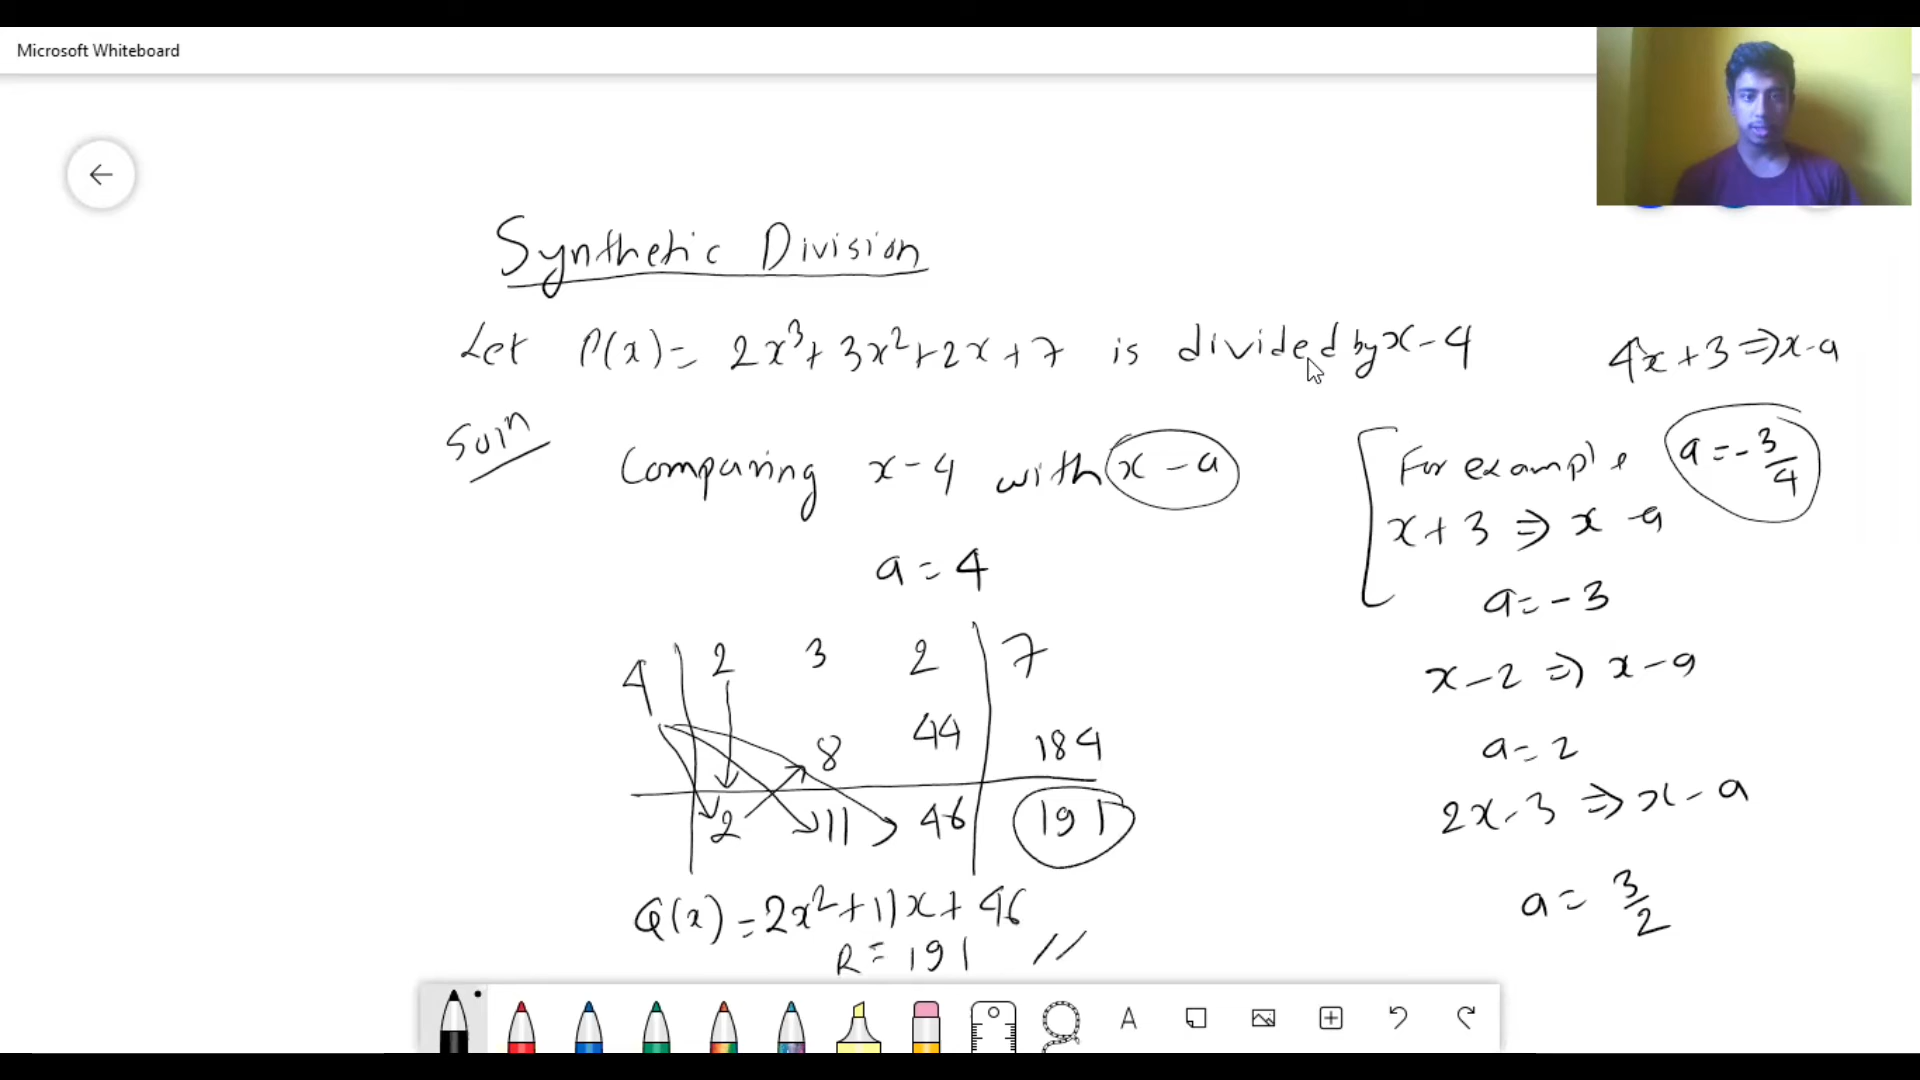 Microsoft Whiteboard
Synthetic Division
Let P(x) = 2x³ + 3x² + 2x + 7 is divided by x - 4
4x + 3 ⇒ x - a
a = -3/4
Soln
Comparing x - 4 with x - a
a = 4
For example
x + 3 ⇒ x - a
a = -3
x - 2 ⇒ x - a
a = 2
2x - 3 ⇒ x - a
a = 3/2
4 2 3 2 7
8 44 184
2 11 46 191
Q(x) = 2x² + 11x + 46
R = 191 //
A